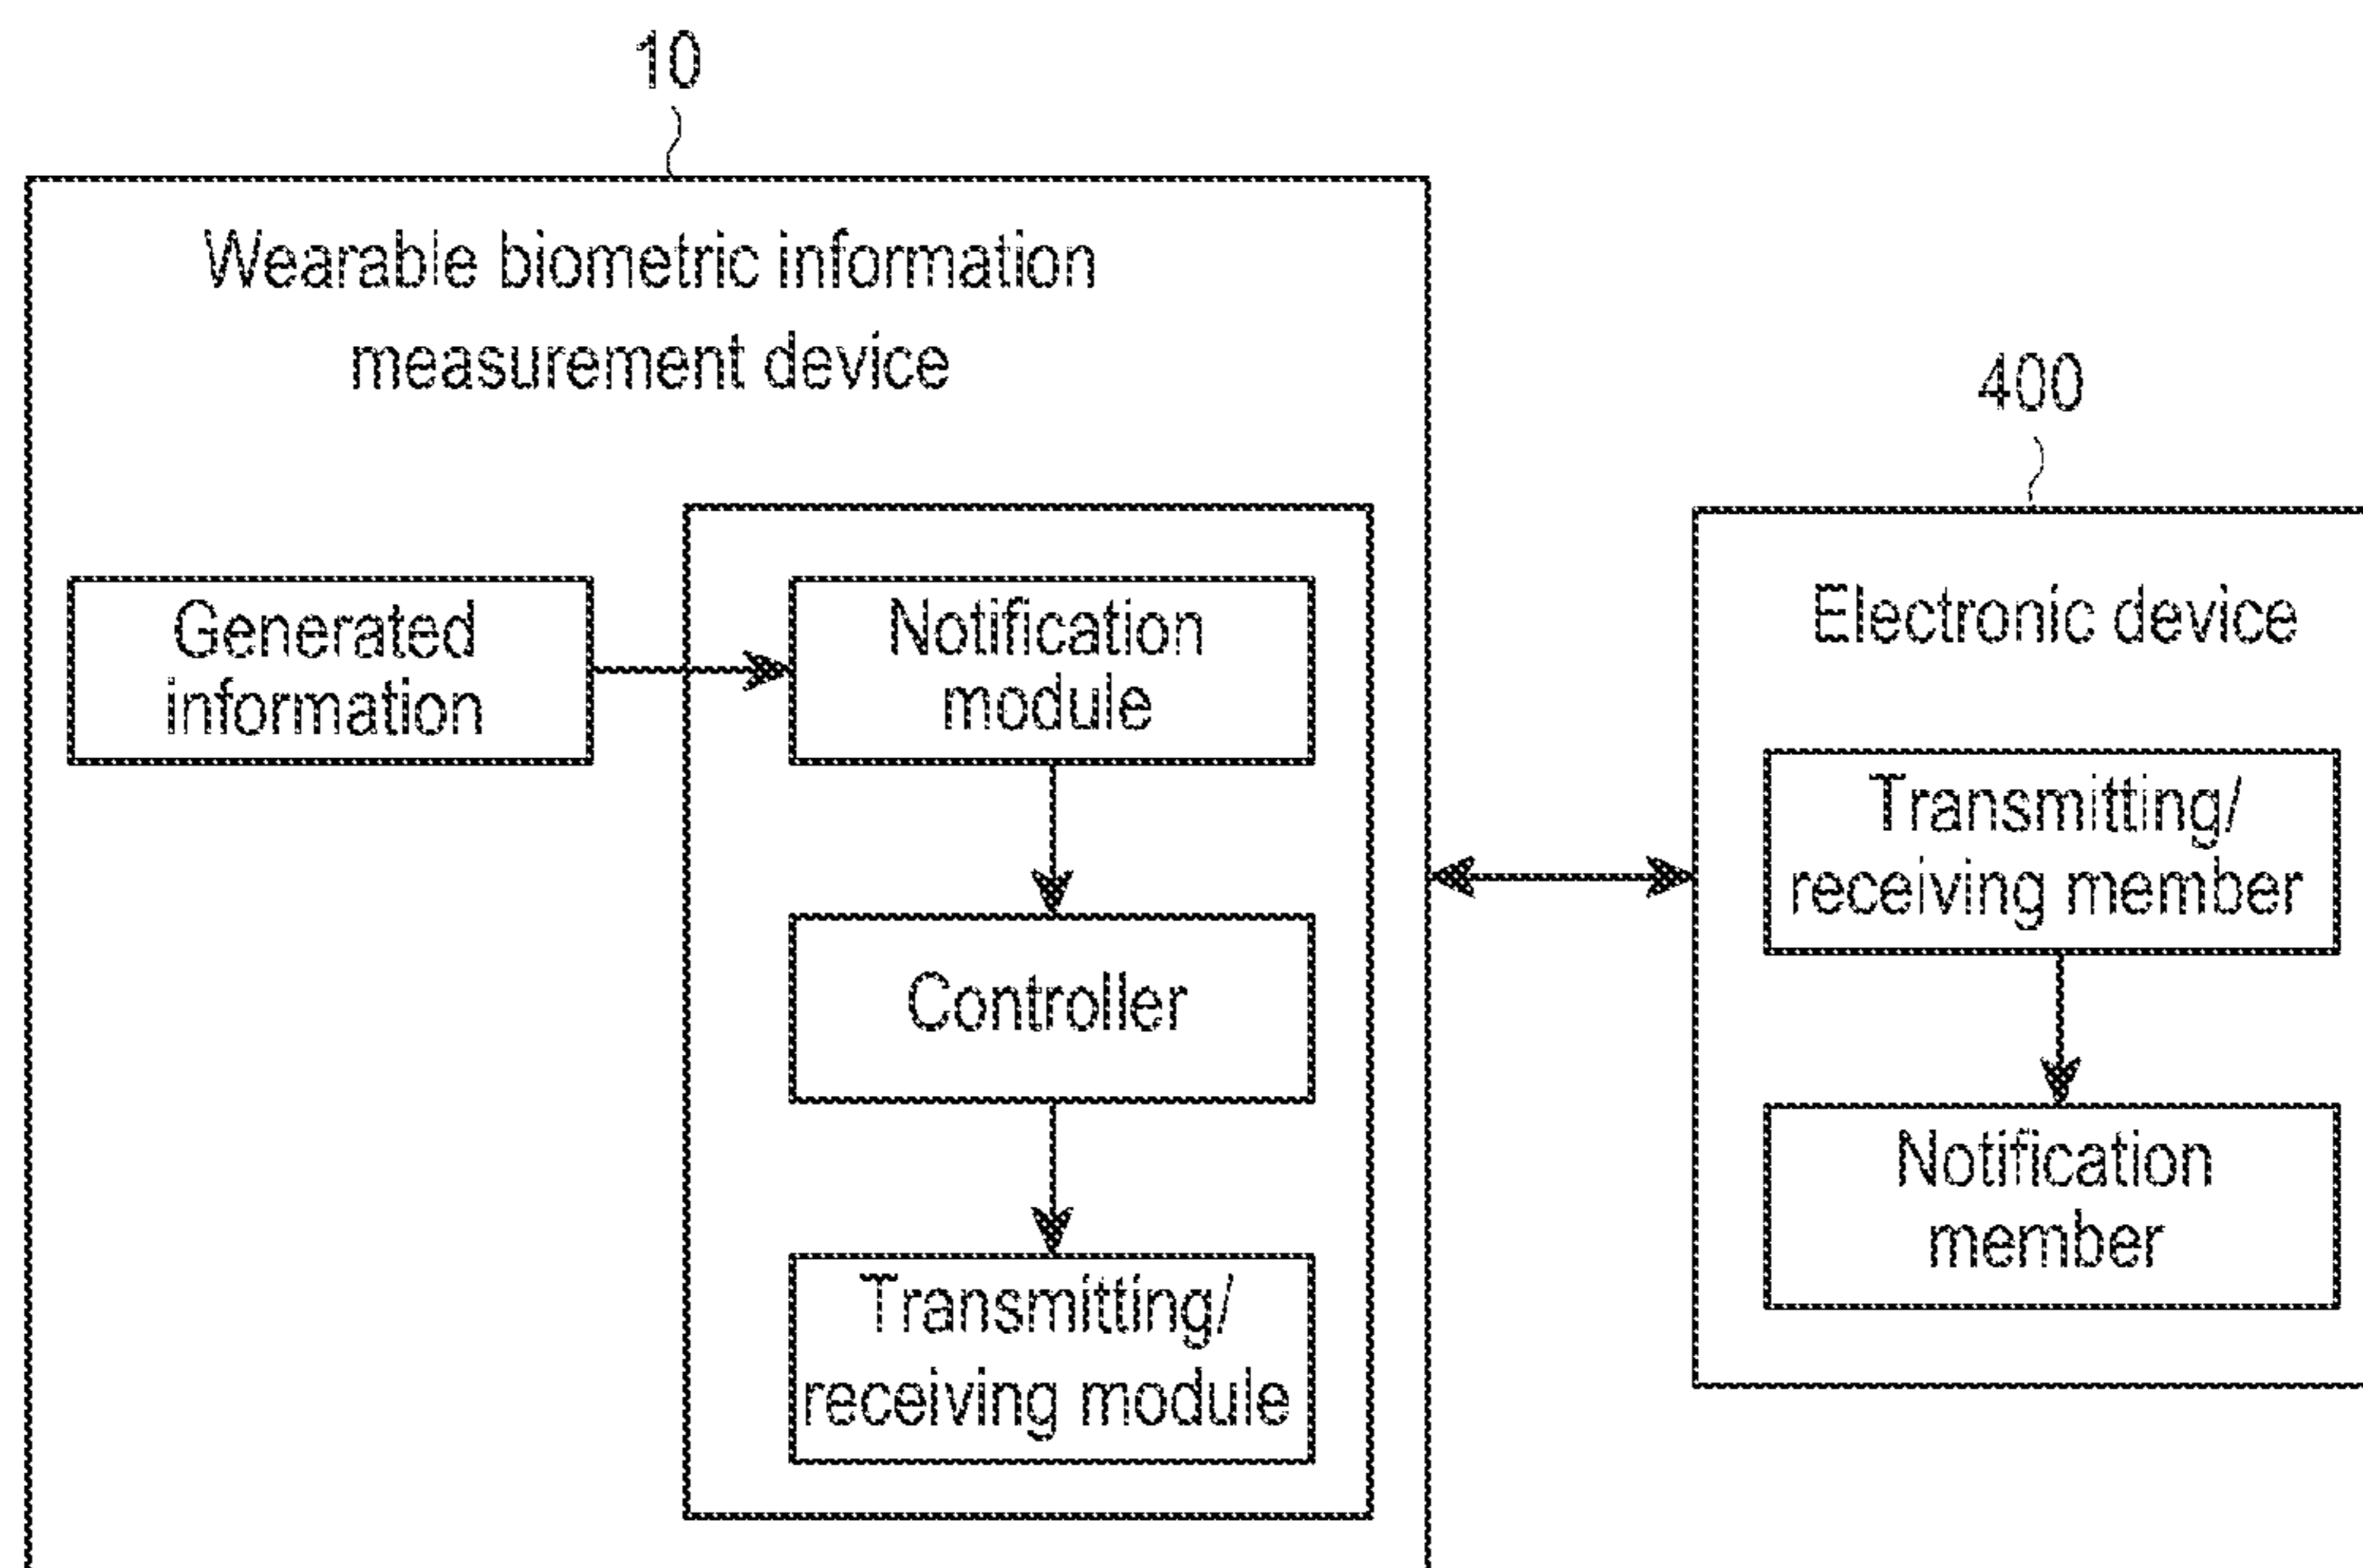 10
Wearable biometric information
measurement device
Generated
information
Notification
module
Controller
Transmitting/
receiving module
400
Electronic device
Transmitting/
receiving member
Notification
member